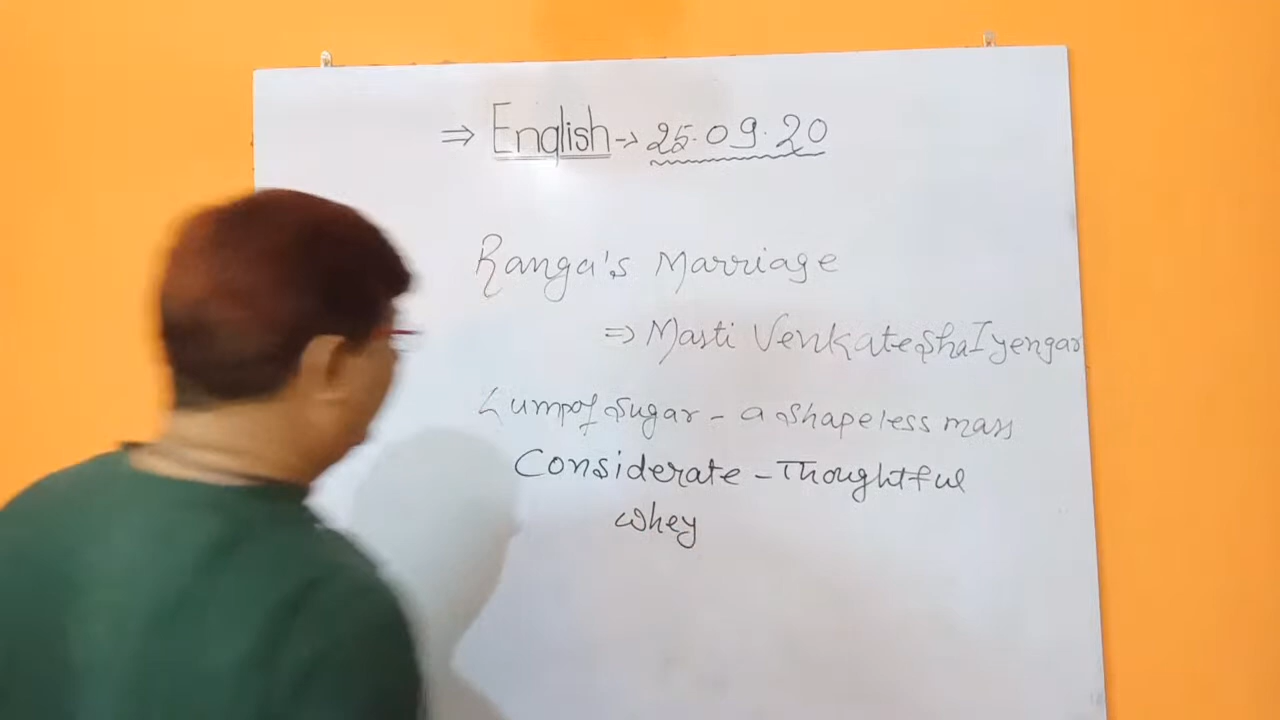 ⇒ English → 25.09.20
Ranga's Marriage
⇒ Masti Venkatesha Iyengar
Lump of Sugar - a shapeless mass
Considerate - Thoughtful
Whey